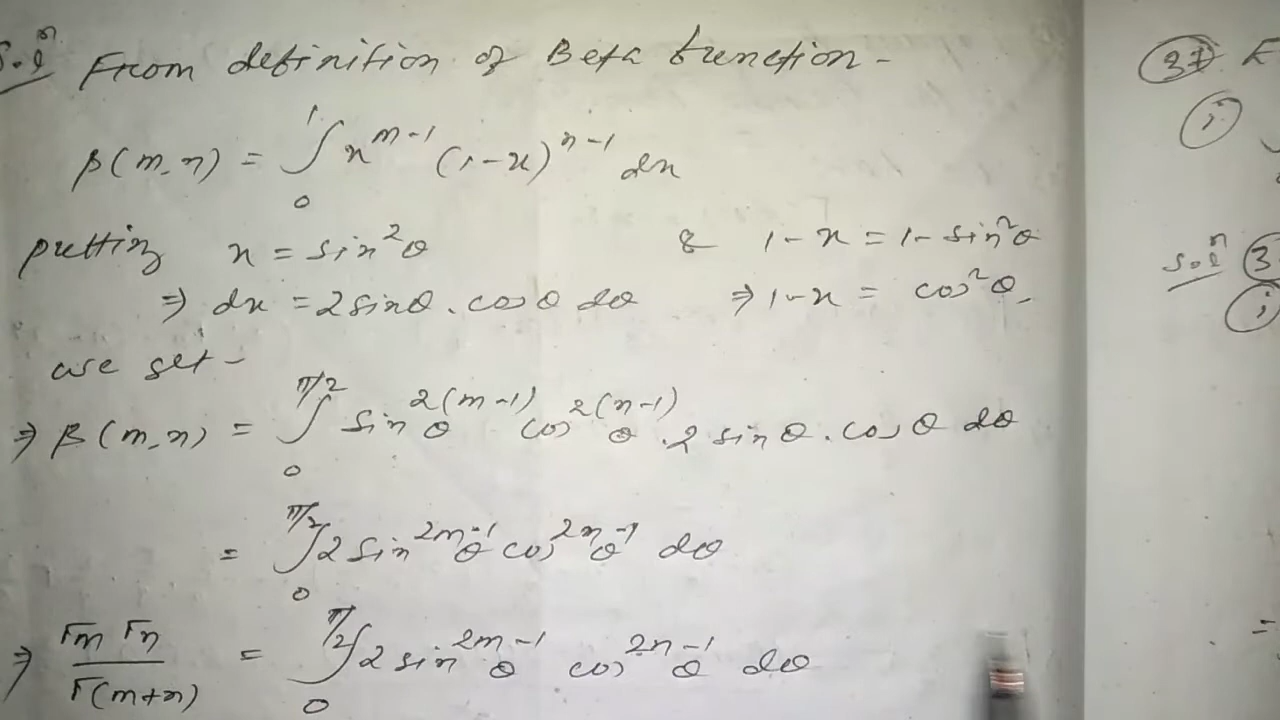 Solⁿ From definition of Beta function -
β(m,n) = ∫₀¹ x^{m-1} (1-x)^{n-1} dx
putting x = sin²θ & 1-x = 1-sin²θ
⇒ dx = 2 sinθ . cosθ dθ ⇒ 1-x = cos²θ.
we get -
⇒ β(m,n) = ∫₀^{π/2} sin^{2(m-1)}θ cos^{2(n-1)}θ . 2 sinθ . cosθ dθ
= ∫₀^{π/2} 2 sin^{2m-1}θ cos^{2n-1}θ dθ
⇒ Γm Γn / Γ(m+n) = ∫₀^{π/2} 2 sin^{2m-1}θ cos^{2n-1}θ dθ
37
i
Solⁿ 3
i
=